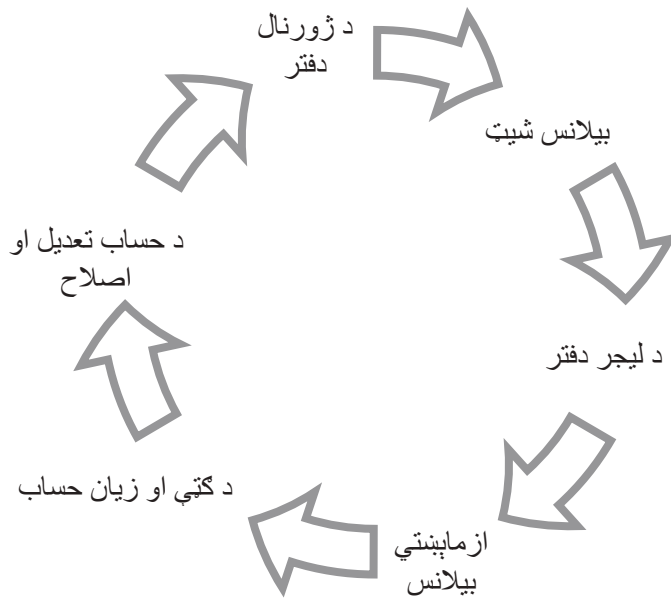 د ژورنال
دفتر
بیلانس شیټ
د لیجر دفتر
ازمایښتي
بیلانس
د ګټې او زیان حساب
د حساب تعدیل او
اصلاح